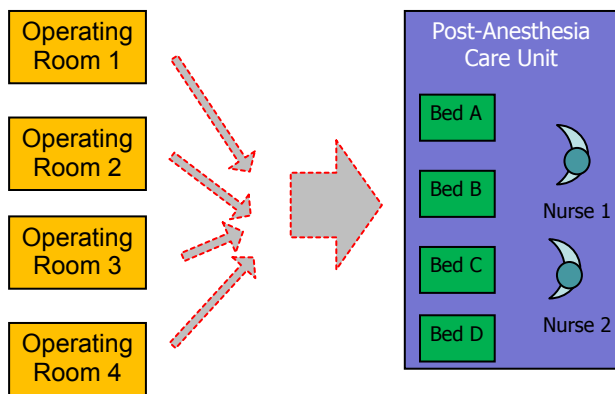 Operating
Room 1
Operating
Room 2
Operating
Room 3
Operating
Room 4
Post-Anesthesia
Care Unit
Bed A
Bed B
Nurse 1
Bed C
Nurse 2
Bed D